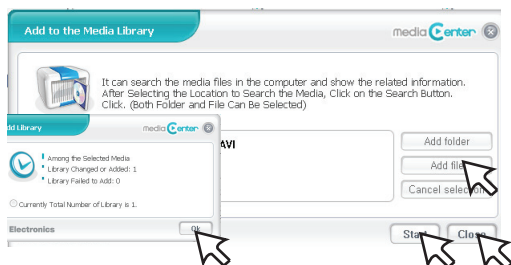 Add to the Media Library
media Center
It can search the media files in the computer and show the related information.
After Selecting the Location to Search the Media, Click on the Search Button.
Click. (Both Folder and File Can Be Selected)
AVI
Add folder
Add file
Cancel selection
Start
Close
dd Library
media Center
Among the Selected Media
Library Changed or Added: 1
Library Failed to Add: 0
Currently Total Number of Library is 1.
Electronics
Ok